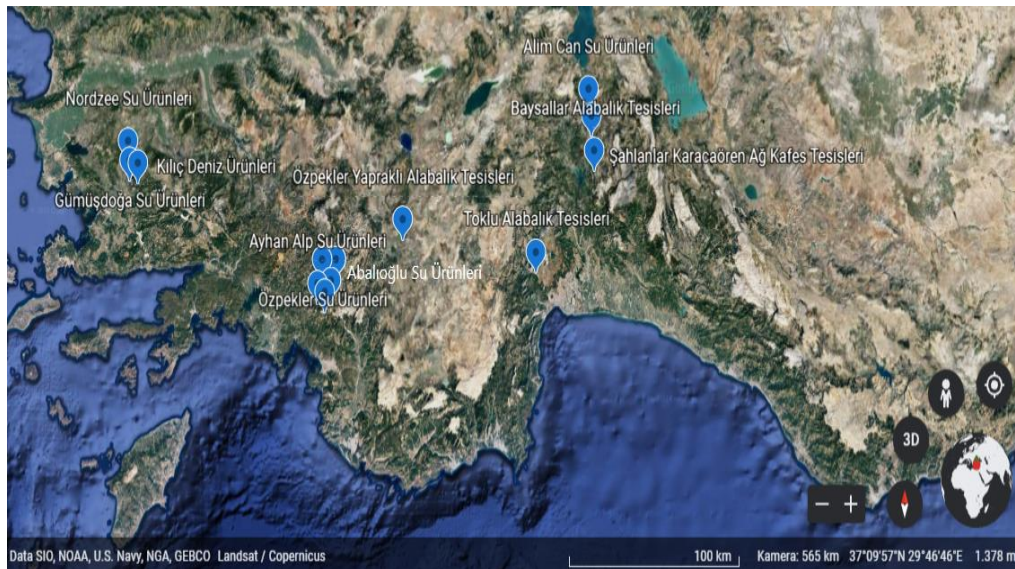 Alim Can Su Ürünleri
Nordzee Su Ürünleri
Baysallar Alabalık Tesisleri
Şahlanlar Karacaören Ağ Kafes Tesisleri
Kılıç Deniz Ürünleri
Özpekler Yapraklı Alabalık Tesisleri
Gümüşdoğa Su Ürünleri
Toklu Alabalık Tesisleri
Ayhan Alp Su Ürünleri
Abalıoğlu Su Ürünleri
Özpekler Su Ürünleri
3D
Data SIO, NOAA, U.S. Navy, NGA, GEBCO Landsat / Copernicus
100 km
Kamera: 565 km 37°09'57"N 29°46'46"E 1.378 m